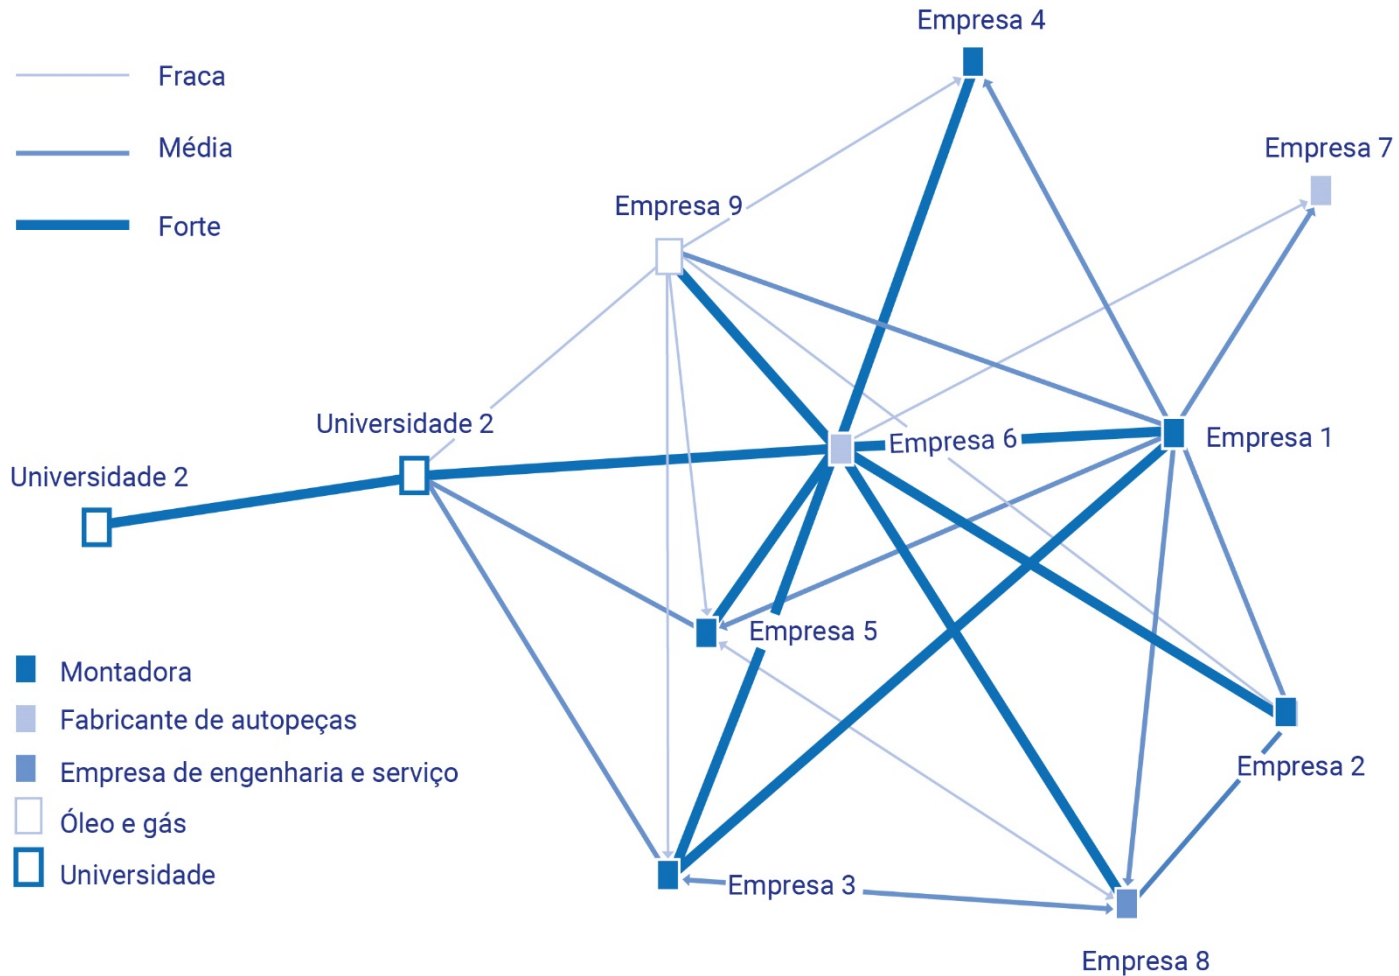 Empresa 4
Fraca
Média
Empresa 7
Empresa 9
Forte
Universidade 2
Empresa 6
Empresa 1
Universidade 2
Empresa 5
Montadora
Fabricante de autopeças
Empresa 2
Empresa de engenharia e serviço
Óleo e gás
Universidade
Empresa 3
Empresa 8